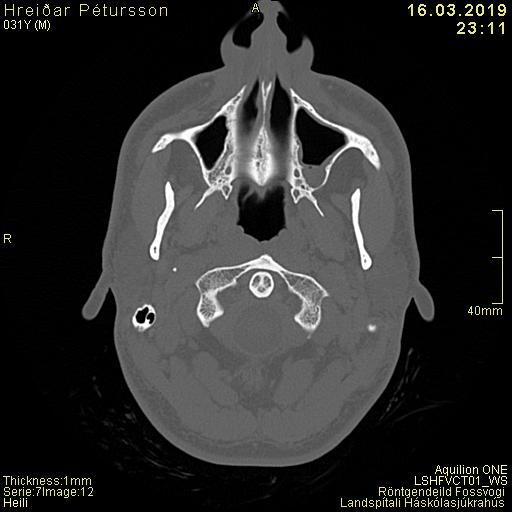 Hreiðar Pétursson
031Y (M)
A
16.03.2019
23:11
R
40mm
Thickness:1mm
Serie:7Image:12
Heili
Aquilion ONE
LSHFVCT01_WS
Röntgendeild Fossvogi
Landspítali Háskólasjúkrahús